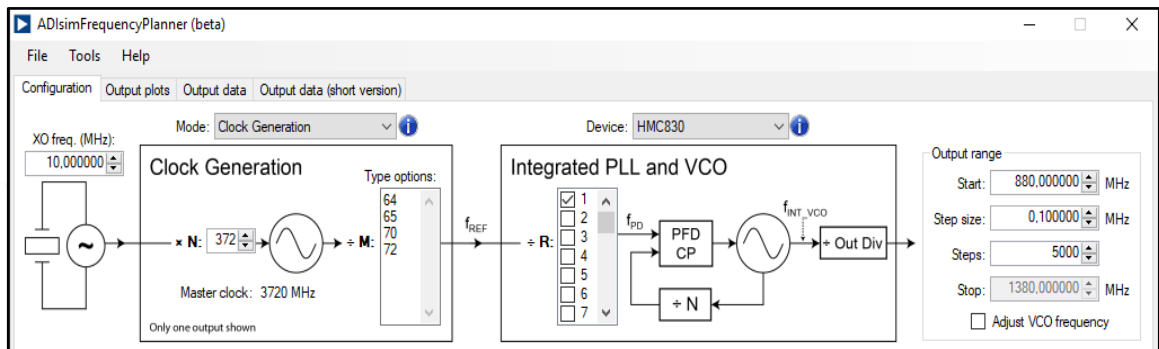 ADIsimFrequencyPlanner (beta)
File Tools Help
Configuration Output plots Output data Output data (short version)
Mode: Clock Generation
Device: HMC830
XO freq. (MHz):
10,000000
Clock Generation
Type options:
64
65
70
72
× N: 372
÷ M:
Master clock: 3720 MHz
Only one output shown
fREF
Integrated PLL and VCO
÷ R:
1
2
3
4
5
6
7
fPD
PFD
CP
fINT_VCO
÷ Out Div
÷ N
Output range
Start: 880,000000 MHz
Step size: 0,100000 MHz
Steps: 5000
Stop: 1380,000000 MHz
Adjust VCO frequency